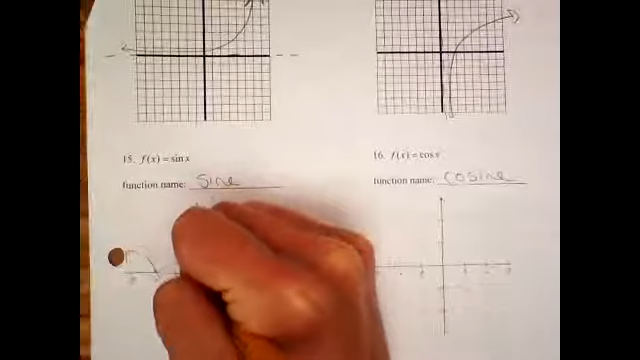 15. f(x) = sin x
function name: Sine
16. f(x) = cos x
function name: cosine